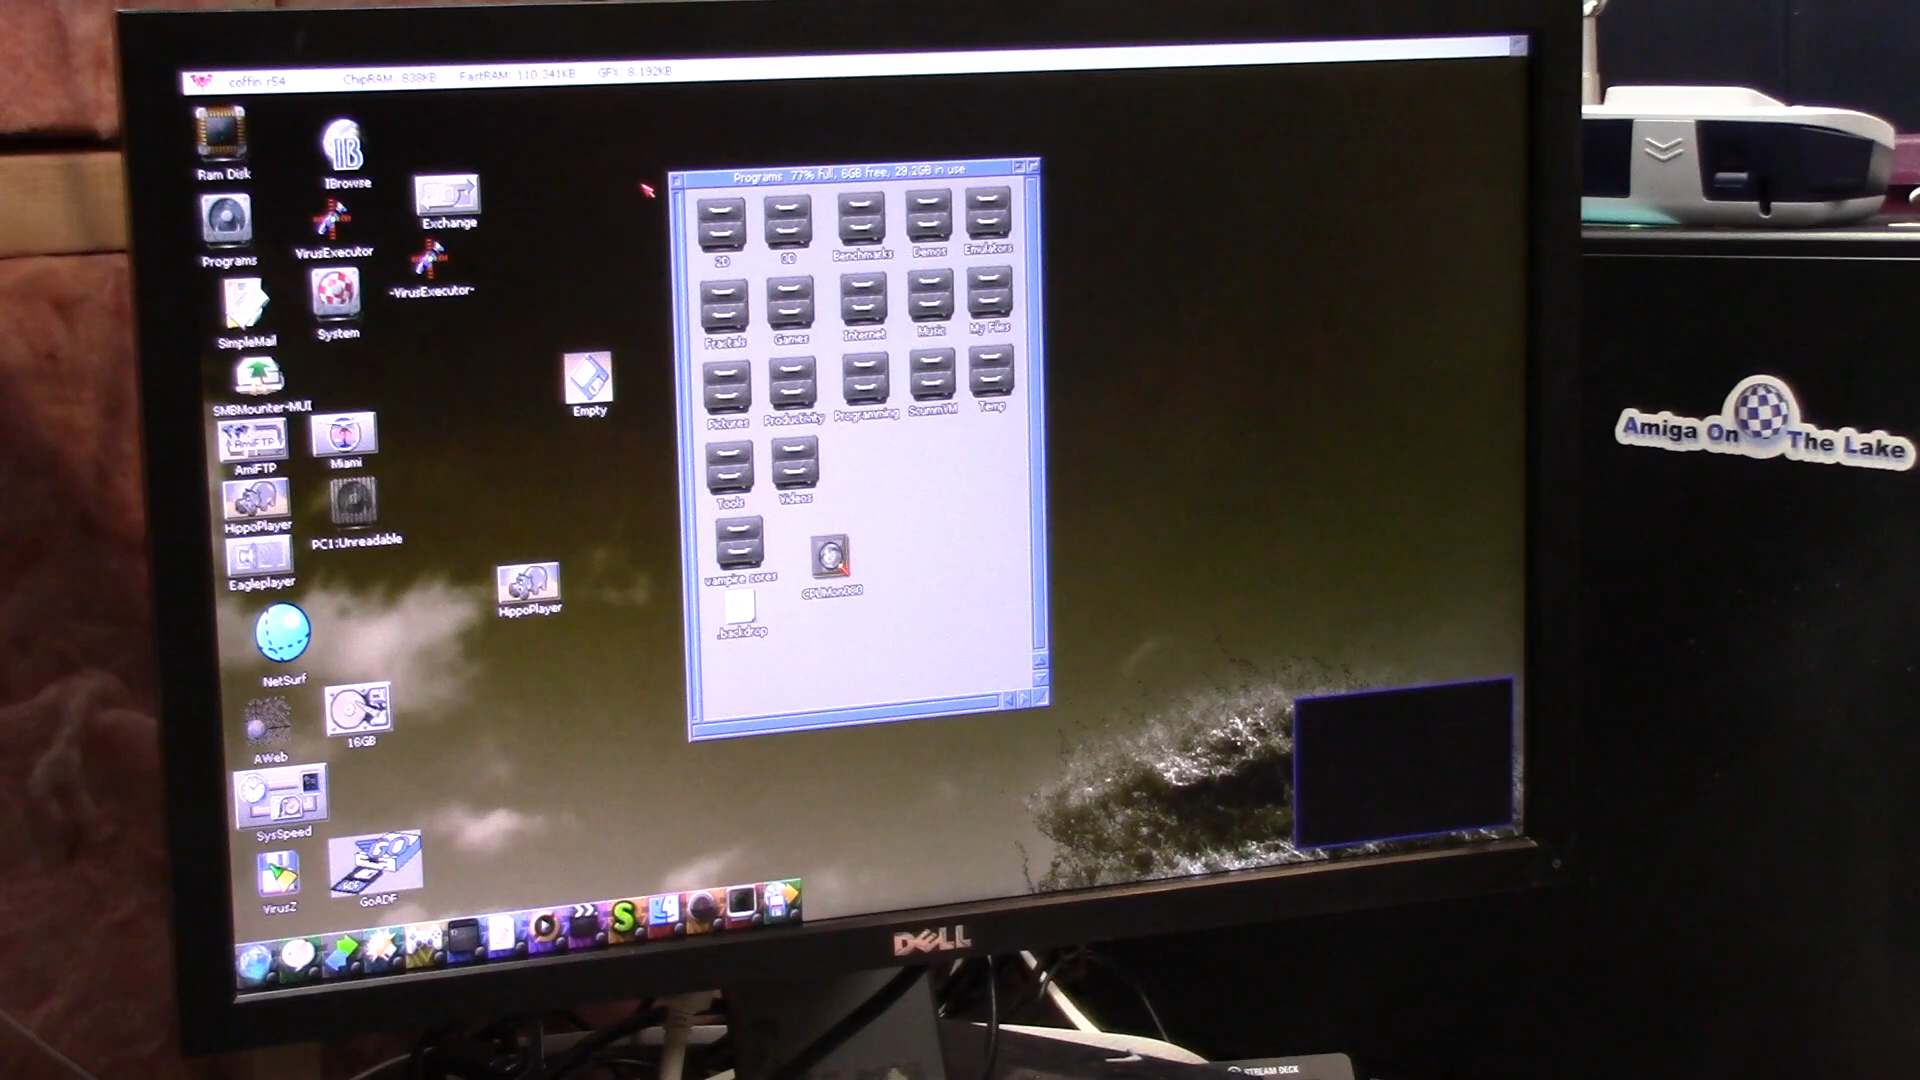 coffin r54 ChipRAM: 838KB FastRAM: 110.341KB GFX: 8.192KB
Ram Disk
IBrowse
Exchange
Programs
VirusExecutor
-VirusExecutor-
SimpleMail
System
SMBMounter-MUI
Empty
AmiFTP
AmiFTP
Miami
HippoPlayer
PC1:Unreadable
Eagleplayer
HippoPlayer
NetSurf
16GB
AWeb
SysSpeed
VirusZ
GO
ADF
GoADF
Programs 77% full, 6GB free, 29.2GB in use
2D 3D Benchmarks Demos Emulators
Fractals Games Internet Music My Files
Pictures Productivity Programming ScummVM Temp
Tools Videos
vampire cores CPUMon080
.backdrop
DELL
Amiga On The Lake
STREAM DECK